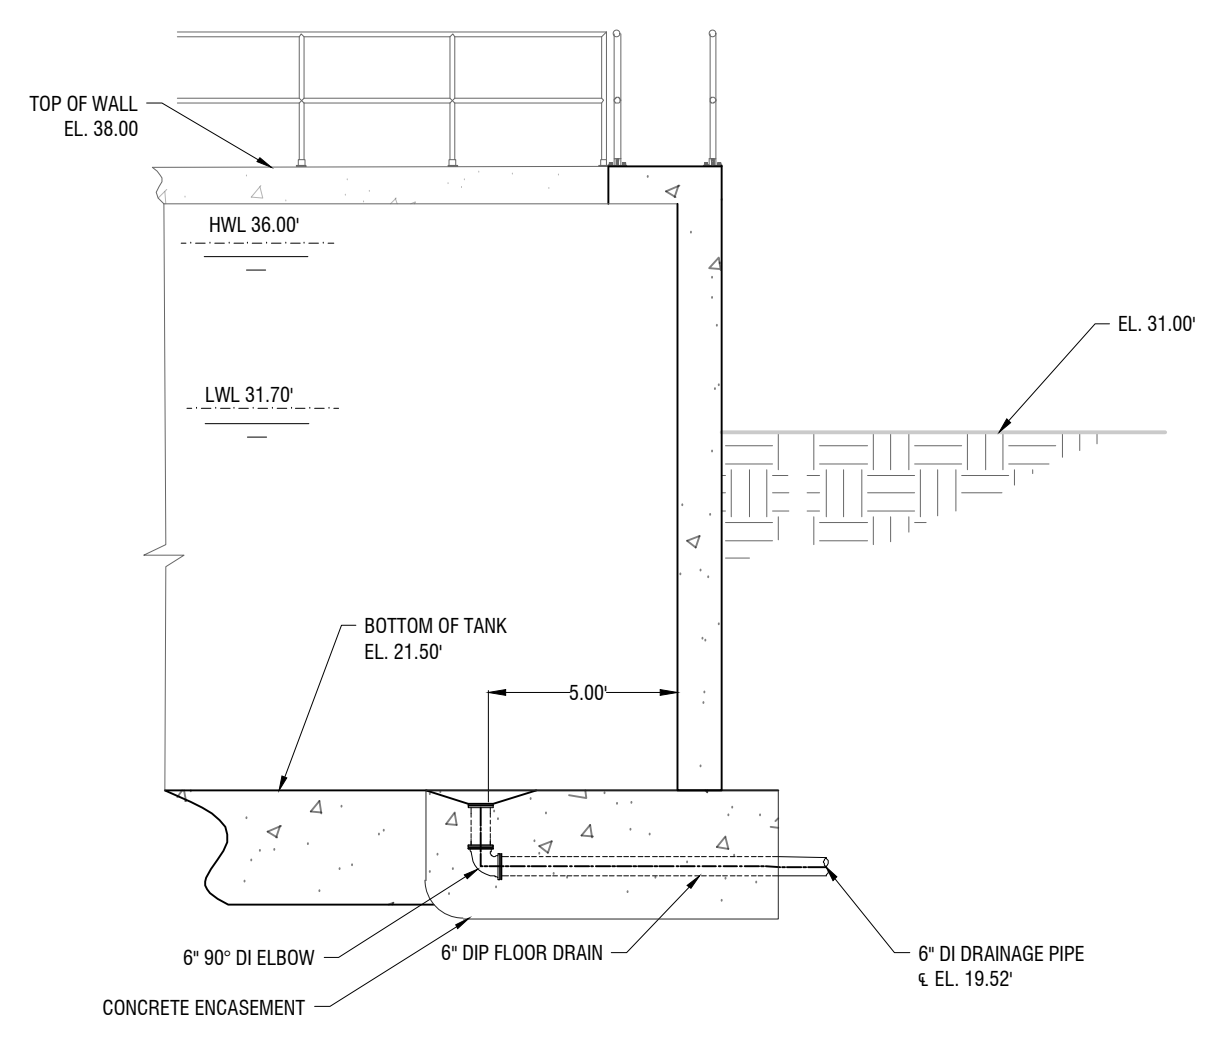 TOP OF WALL
EL. 38.00
HWL 36.00'
EL. 31.00'
LWL 31.70'
BOTTOM OF TANK
EL. 21.50'
5.00'
6" 90° DI ELBOW
6" DIP FLOOR DRAIN
6" DI DRAINAGE PIPE
℄ EL. 19.52'
CONCRETE ENCASEMENT